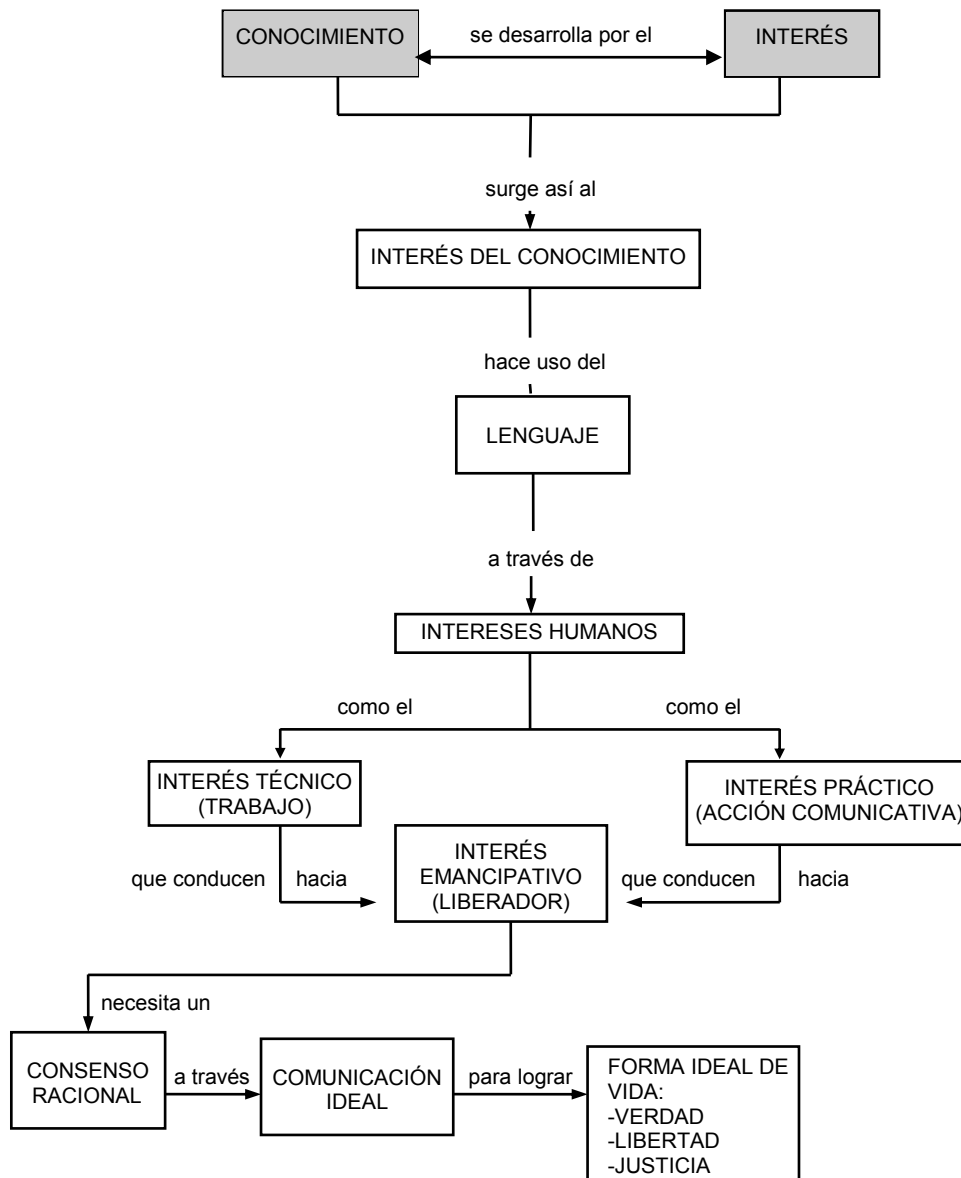 CONOCIMIENTO
se desarrolla por el
INTERÉS
surge así al
INTERÉS DEL CONOCIMIENTO
hace uso del
LENGUAJE
a través de
INTERESES HUMANOS
como el
como el
INTERÉS TÉCNICO
(TRABAJO)
INTERÉS PRÁCTICO
(ACCIÓN COMUNICATIVA)
que conducen
hacia
INTERÉS
EMANCIPATIVO
(LIBERADOR)
que conducen
hacia
necesita un
CONSENSO
RACIONAL
a través
COMUNICACIÓN
IDEAL
para lograr
FORMA IDEAL DE
VIDA:
-VERDAD
-LIBERTAD
-JUSTICIA